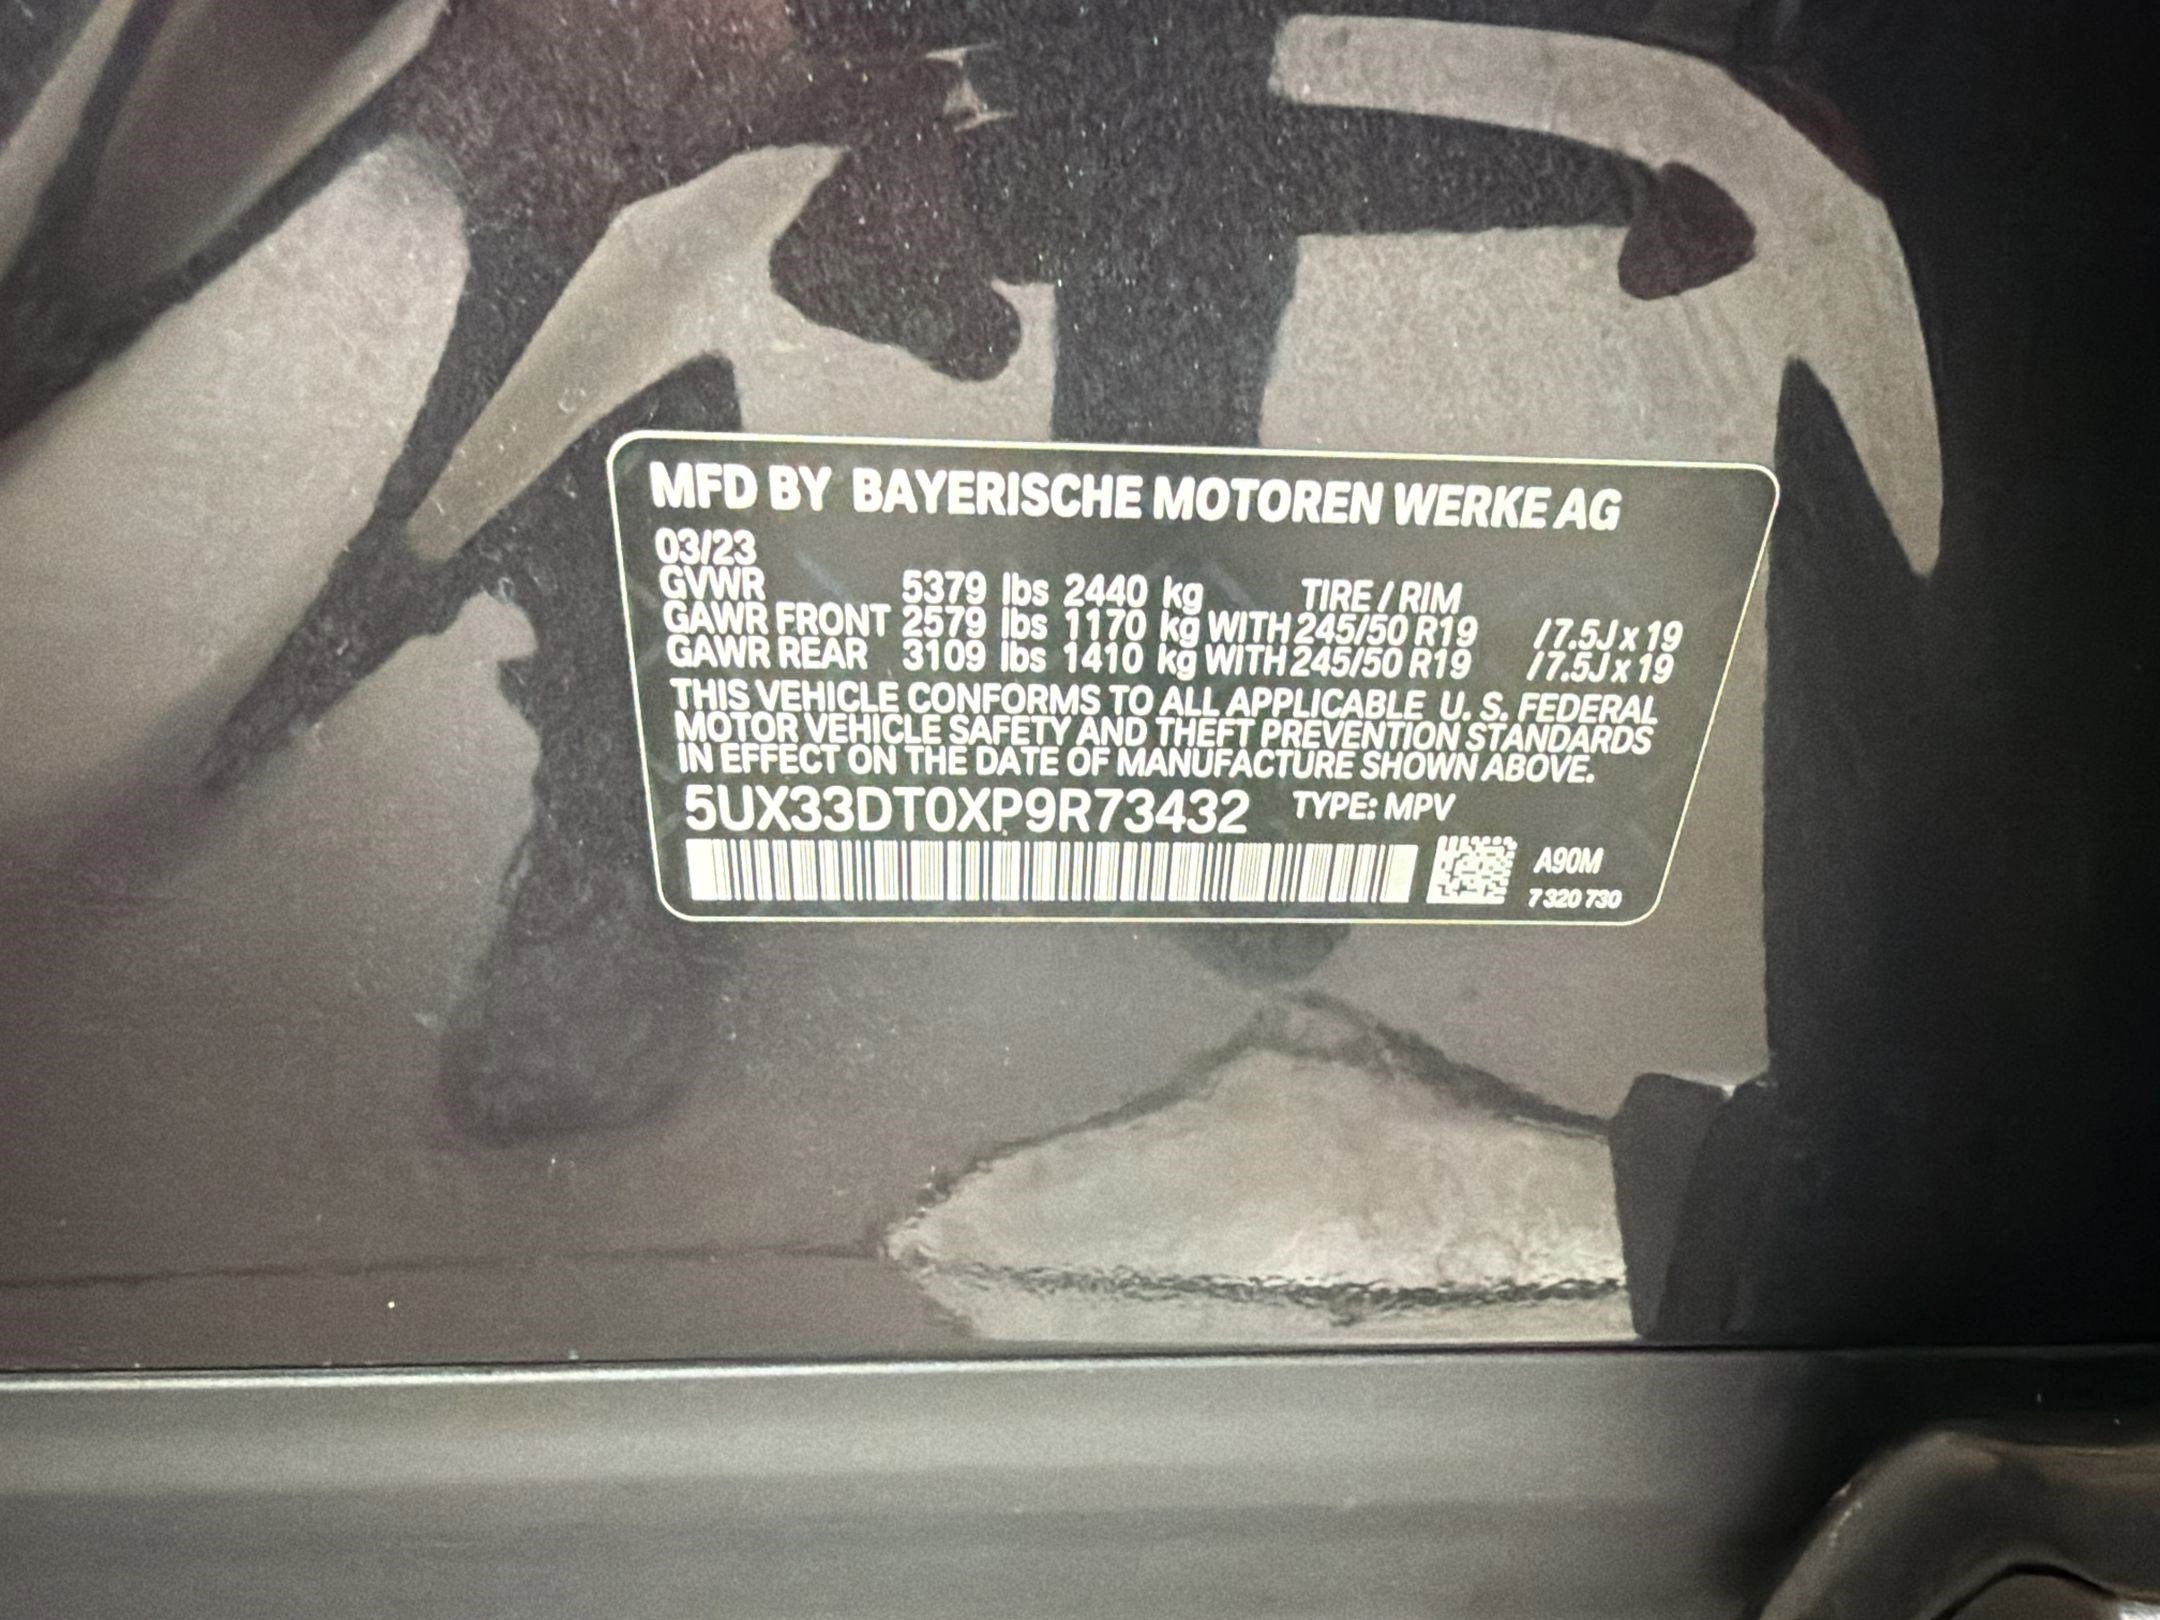 MFD BY BAYERISCHE MOTOREN WERKE AG
03/23
GVWR 5379 lbs 2440 kg TIRE / RIM
GAWR FRONT 2579 lbs 1170 kg WITH 245/50 R19 / 7.5J x 19
GAWR REAR 3109 lbs 1410 kg WITH 245/50 R19 / 7.5J x 19
THIS VEHICLE CONFORMS TO ALL APPLICABLE U. S. FEDERAL
MOTOR VEHICLE SAFETY AND THEFT PREVENTION STANDARDS
IN EFFECT ON THE DATE OF MANUFACTURE SHOWN ABOVE.
5UX33DT0XP9R73432 TYPE: MPV
A90M
7 320 730